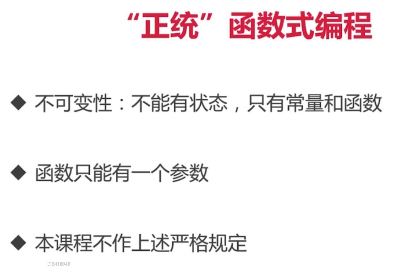 “正统”函数式编程
◆ 不可变性：不能有状态，只有常量和函数
◆ 函数只能有一个参数
◆ 本课程不作上述严格规定